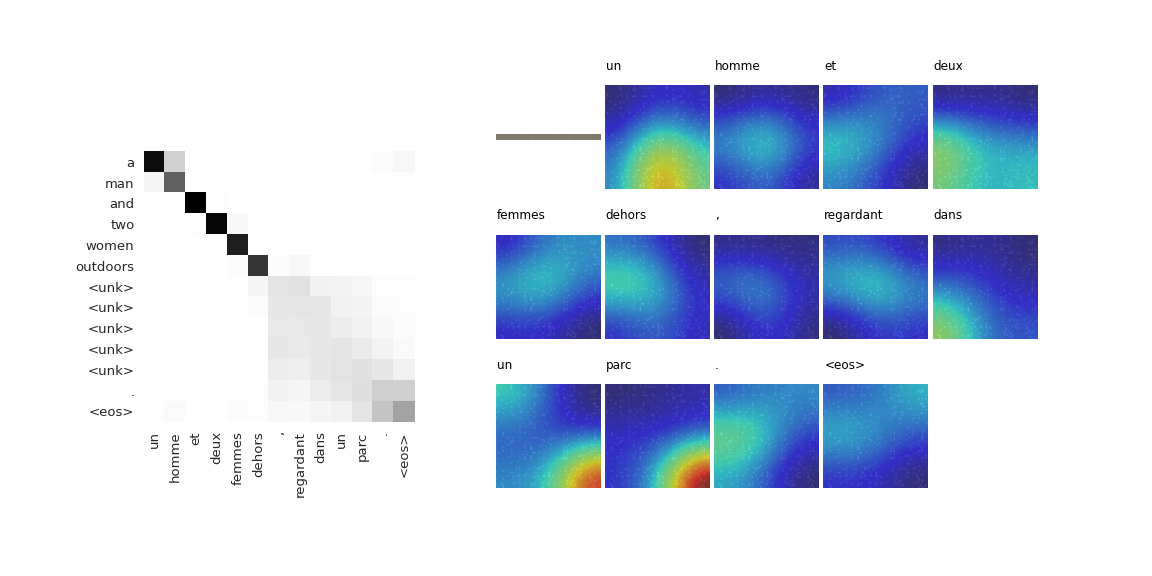 a
man
and
two
women
outdoors
<unk>
<unk>
<unk>
<unk>
<unk>
.
<eos>
un homme et deux femmes dehors , regardant dans un parc . <eos>
un homme et deux
femmes dehors , regardant dans
un parc . <eos>